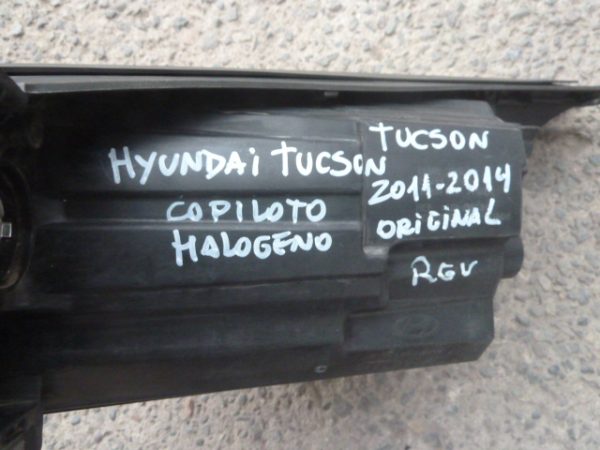 HYUNDAi TUCSON
COPILOTO
HALOGENO
TUCSON
2011-2014
ORIGINAL
RGV